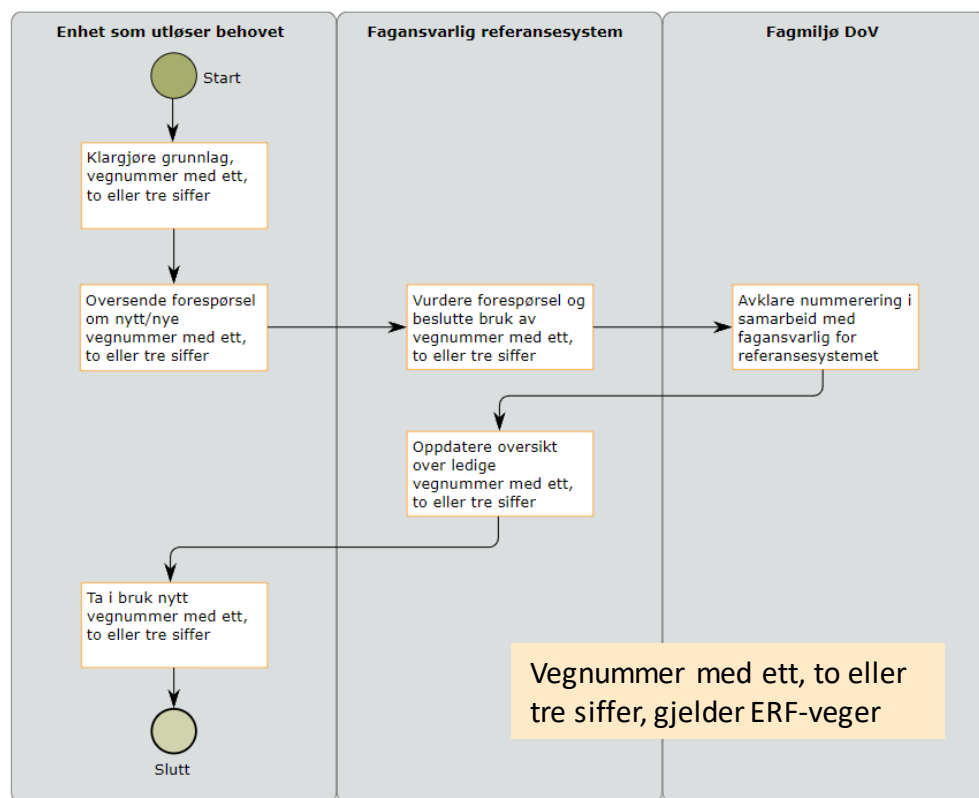 Enhet som utløser behovet
Fagansvarlig referansesystem
Fagmiljø DoV
Start
Klargjøre grunnlag,
vegnummer med ett,
to eller tre siffer
Oversende forespørsel
om nytt/nye
vegnummer med ett,
to eller tre siffer
Vurdere forespørsel og
beslutte bruk av
vegnummer med ett,
to eller tre siffer
Avklare nummerering i
samarbeid med
fagansvarlig for
referansesystemet
Oppdatere oversikt
over ledige
vegnummer med ett,
to eller tre siffer
Ta i bruk nytt
vegnummer med ett,
to eller tre siffer
Slutt
Vegnummer med ett, to eller
tre siffer, gjelder ERF-veger